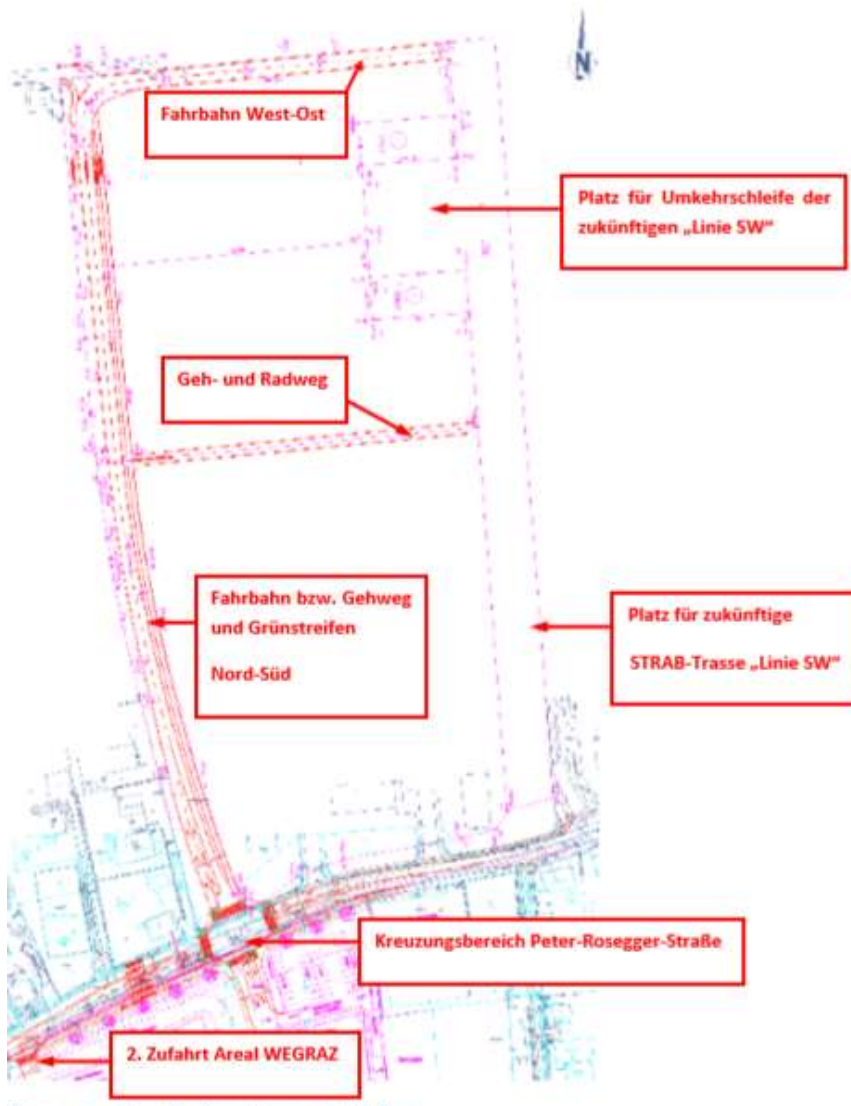 N
Fahrbahn West-Ost
Platz für Umkehrschleife der
zukünftigen „Linie SW“
Geh- und Radweg
Fahrbahn bzw. Gehweg
und Grünstreifen
Nord-Süd
Platz für zukünftige
STRAB-Trasse „Linie SW“
Kreuzungsbereich Peter-Rosegger-Straße
2. Zufahrt Areal WEGRAZ